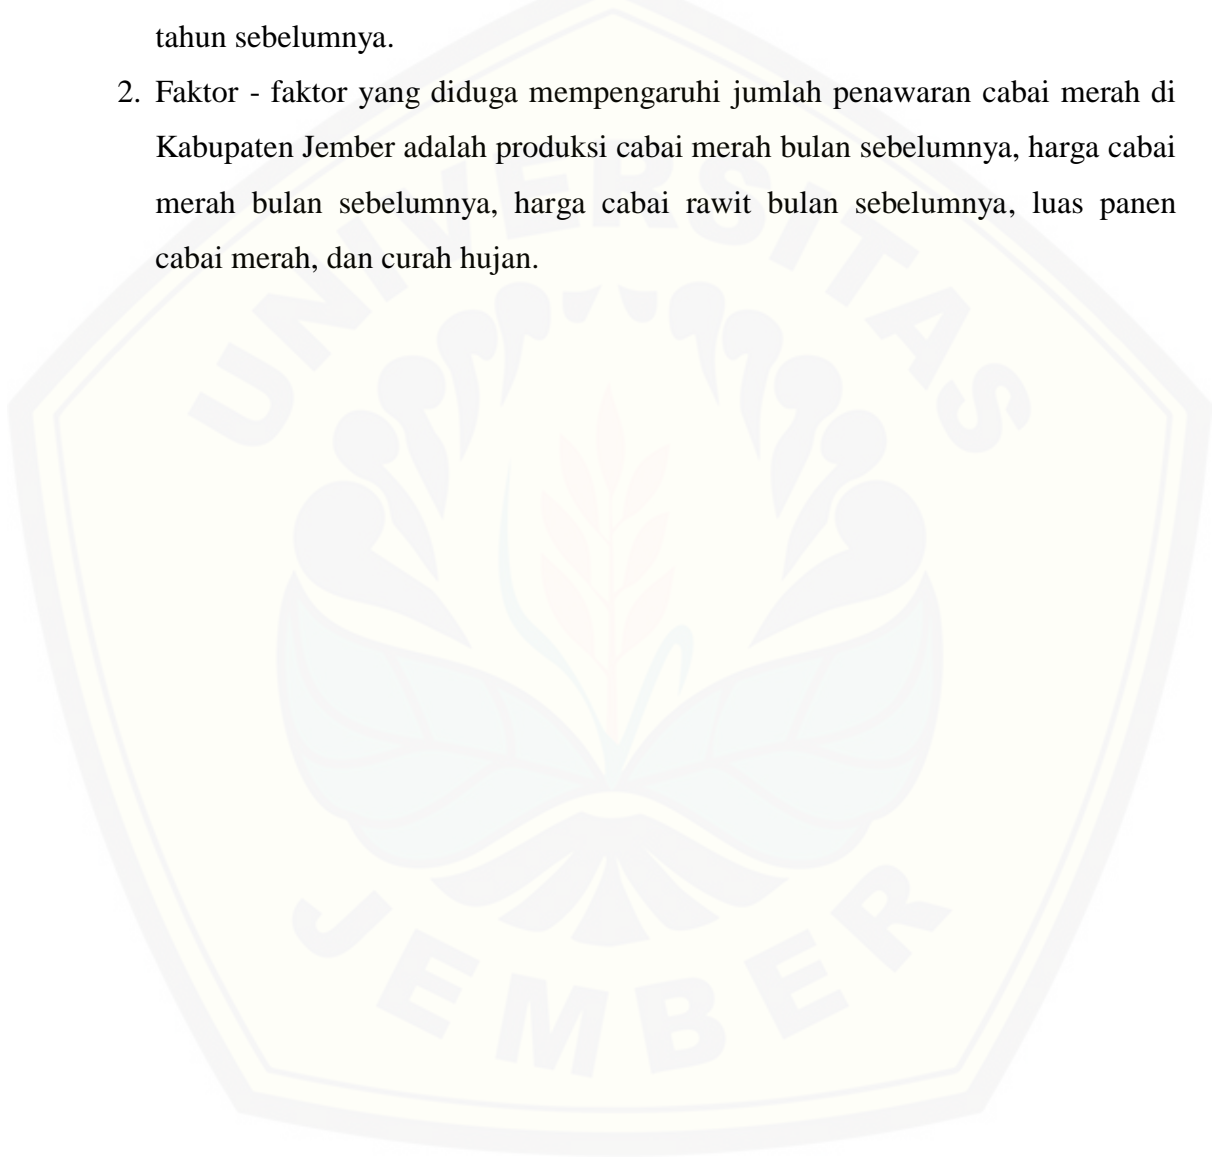 tahun sebelumnya.
2. Faktor - faktor yang diduga mempengaruhi jumlah penawaran cabai merah di
Kabupaten Jember adalah produksi cabai merah bulan sebelumnya, harga cabai
merah bulan sebelumnya, harga cabai rawit bulan sebelumnya, luas panen
cabai merah, dan curah hujan.
UNIVERSITAS
JEMBER